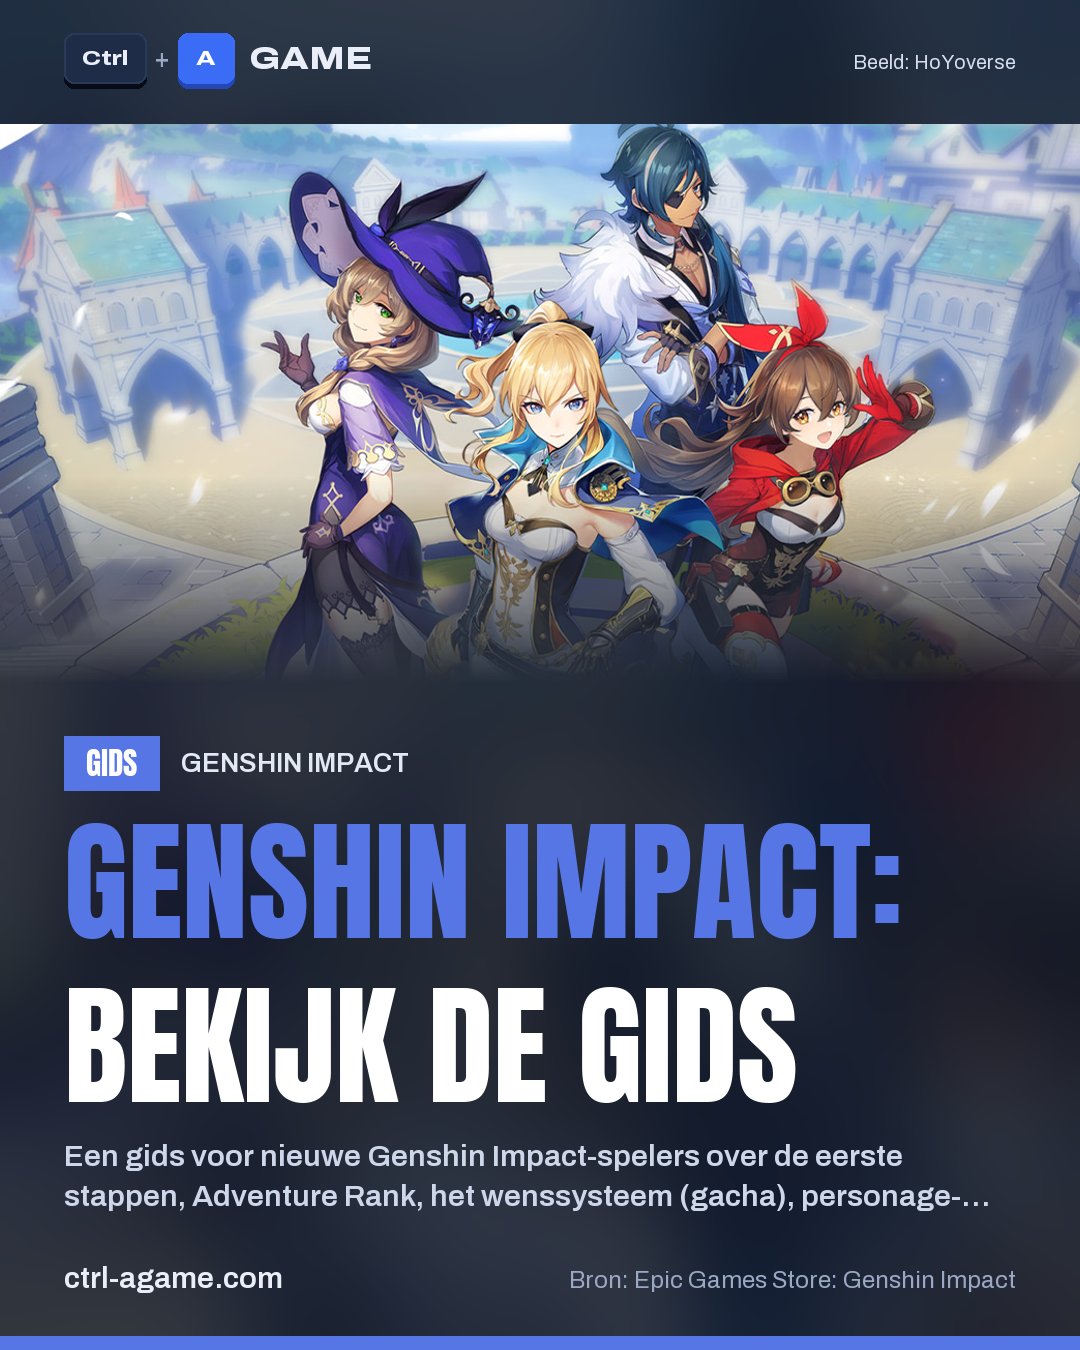 Ctrl + A GAME
Beeld: HoYoverse
GIDS GENSHIN IMPACT
GENSHIN IMPACT:
BEKIJK DE GIDS
Een gids voor nieuwe Genshin Impact-spelers over de eerste
stappen, Adventure Rank, het wenssysteem (gacha), personage-...
ctrl-agame.com
Bron: Epic Games Store: Genshin Impact